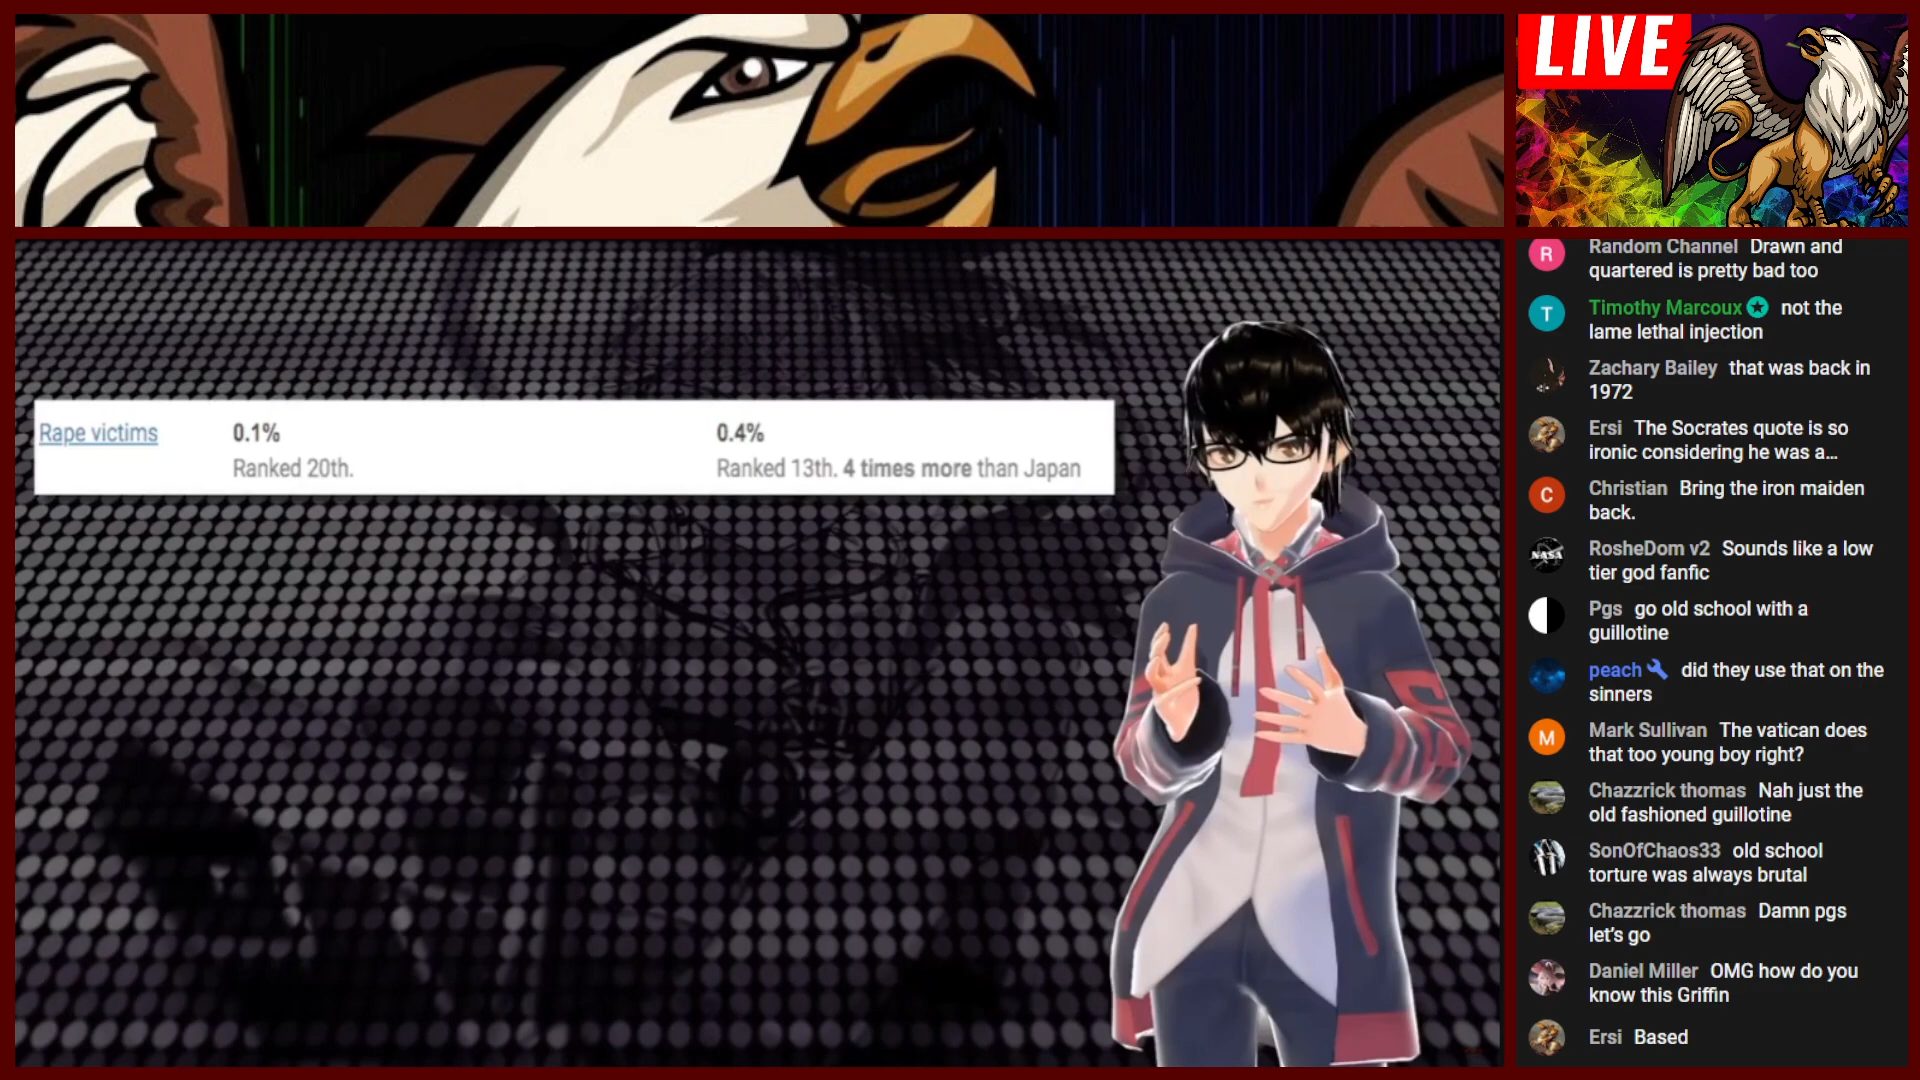 LIVE
Rape victims 0.1% 0.4%
Ranked 20th. Ranked 13th. 4 times more than Japan
Random Channel Drawn and
quartered is pretty bad too
Timothy Marcoux not the
lame lethal injection
Zachary Bailey that was back in
1972
Ersi The Socrates quote is so
ironic considering he was a...
Christian Bring the iron maiden
back.
RosheDom v2 Sounds like a low
tier god fanfic
Pgs go old school with a
guillotine
peach did they use that on the
sinners
Mark Sullivan The vatican does
that too young boy right?
Chazzrick thomas Nah just the
old fashioned guillotine
SonOfChaos33 old school
torture was always brutal
Chazzrick thomas Damn pgs
let's go
Daniel Miller OMG how do you
know this Griffin
Ersi Based
R
T
C
NASA
M